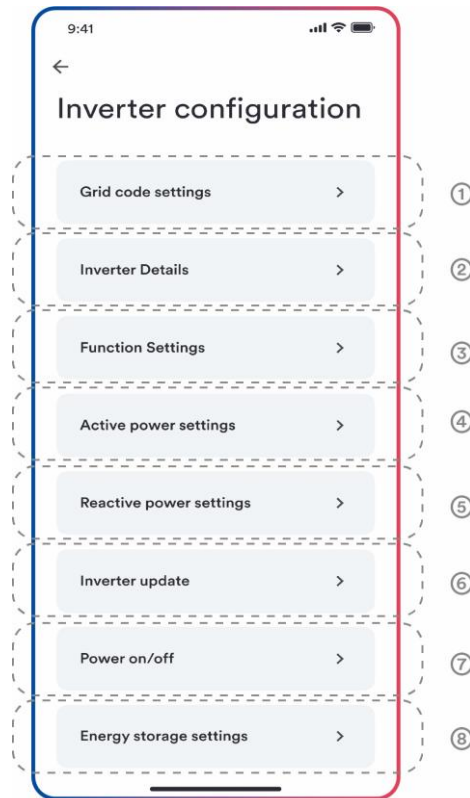 9:41
Inverter configuration
Grid code settings
①
Inverter Details
②
Function Settings
③
Active power settings
④
Reactive power settings
⑤
Inverter update
⑥
Power on/off
⑦
Energy storage settings
⑧